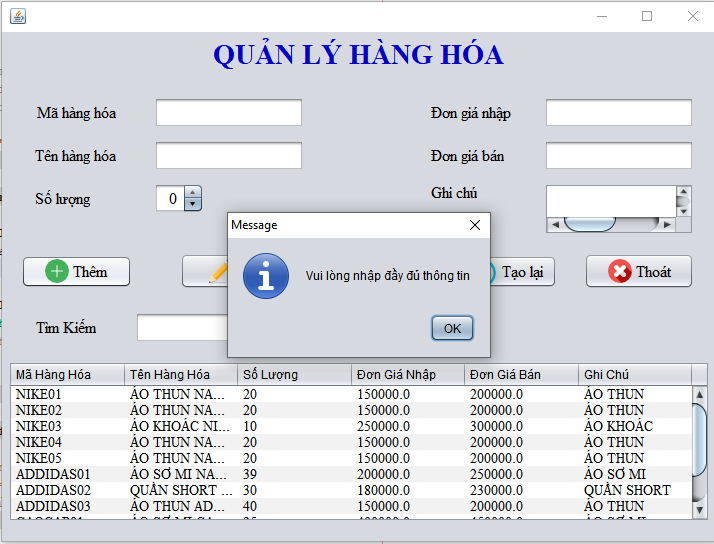 QUẢN LÝ HÀNG HÓA
Mã hàng hóa
Đơn giá nhập
Tên hàng hóa
Đơn giá bán
Số lượng
0
Ghi chú
Message
Vui lòng nhập đầy đủ thông tin
OK
Thêm
Tạo lại
Thoát
Tìm Kiếm
Mã Hàng Hóa Tên Hàng Hóa Số Lượng Đơn Giá Nhập Đơn Giá Bán Ghi Chú
NIKE01 ÁO THUN NA... 20 150000.0 200000.0 ÁO THUN
NIKE02 ÁO THUN NA... 20 150000.0 200000.0 ÁO THUN
NIKE03 ÁO KHOÁC NI... 10 250000.0 300000.0 ÁO KHOÁC
NIKE04 ÁO THUN NA... 20 150000.0 200000.0 ÁO THUN
NIKE05 ÁO THUN NA... 20 150000.0 200000.0 ÁO THUN
ADDIDAS01 ÁO SƠ MI NA... 39 200000.0 250000.0 ÁO SƠ MI
ADDIDAS02 QUẦN SHORT ... 30 180000.0 230000.0 QUẦN SHORT
ADDIDAS03 ÁO THUN AD... 40 150000.0 200000.0 ÁO THUN